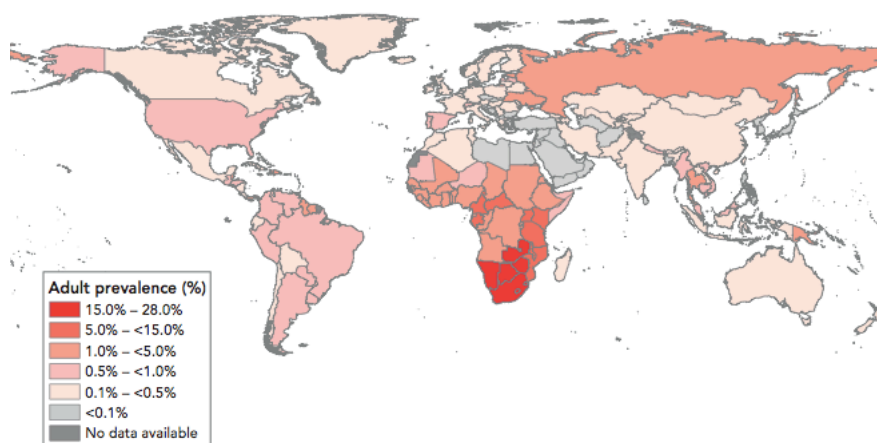 Adult prevalence (%)
15.0% – 28.0%
5.0% – <15.0%
1.0% – <5.0%
0.5% – <1.0%
0.1% – <0.5%
<0.1%
No data available